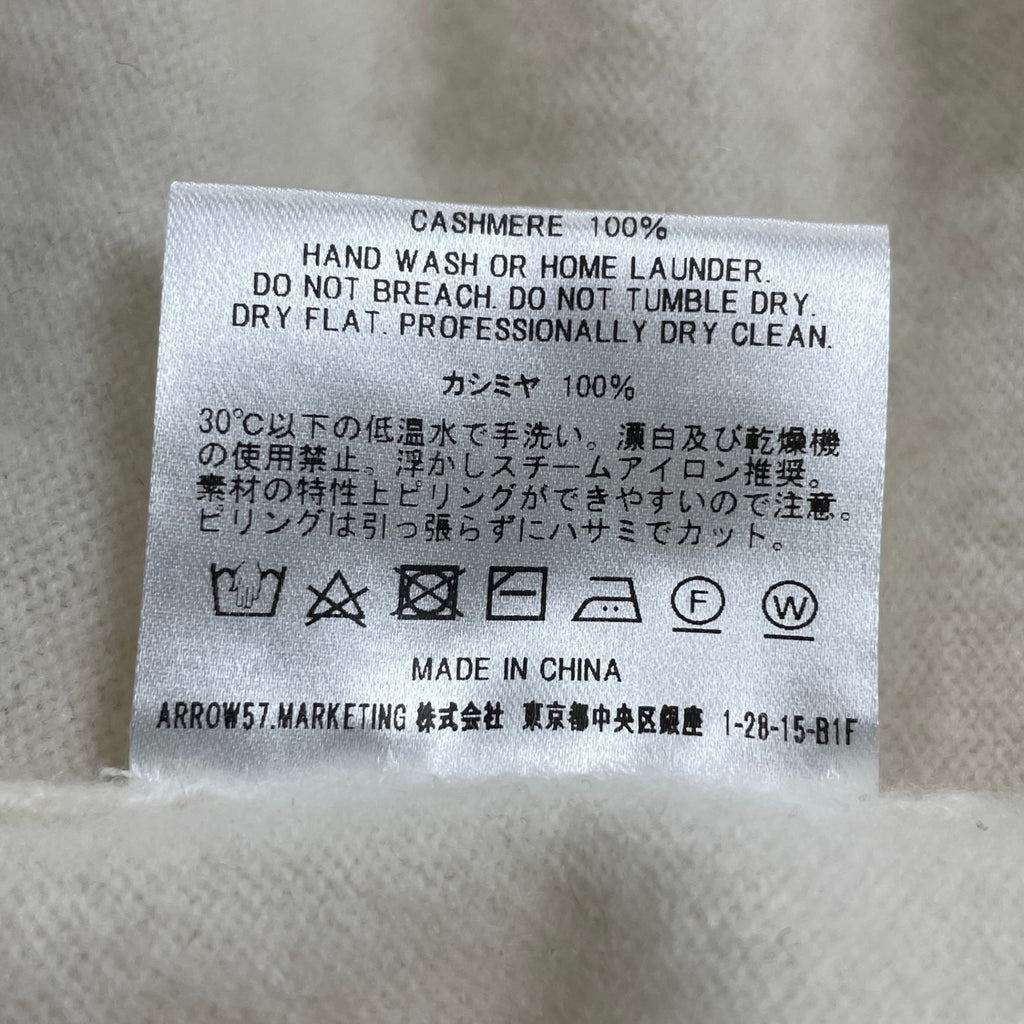 CASHMERE 100%
HAND WASH OR HOME LAUNDER.
DO NOT BREACH. DO NOT TUMBLE DRY.
DRY FLAT. PROFESSIONALLY DRY CLEAN.
カシミヤ 100%
30℃以下の低温水で手洗い。漂白及び乾燥機
の使用禁止。浮かしスチームアイロン推奨。
素材の特性上ピリングができやすいので注意。
ピリングは引っ張らずにハサミでカット。
F W
MADE IN CHINA
ARROW57.MARKETING 株式会社 東京都中央区銀座 1-28-15-B1F